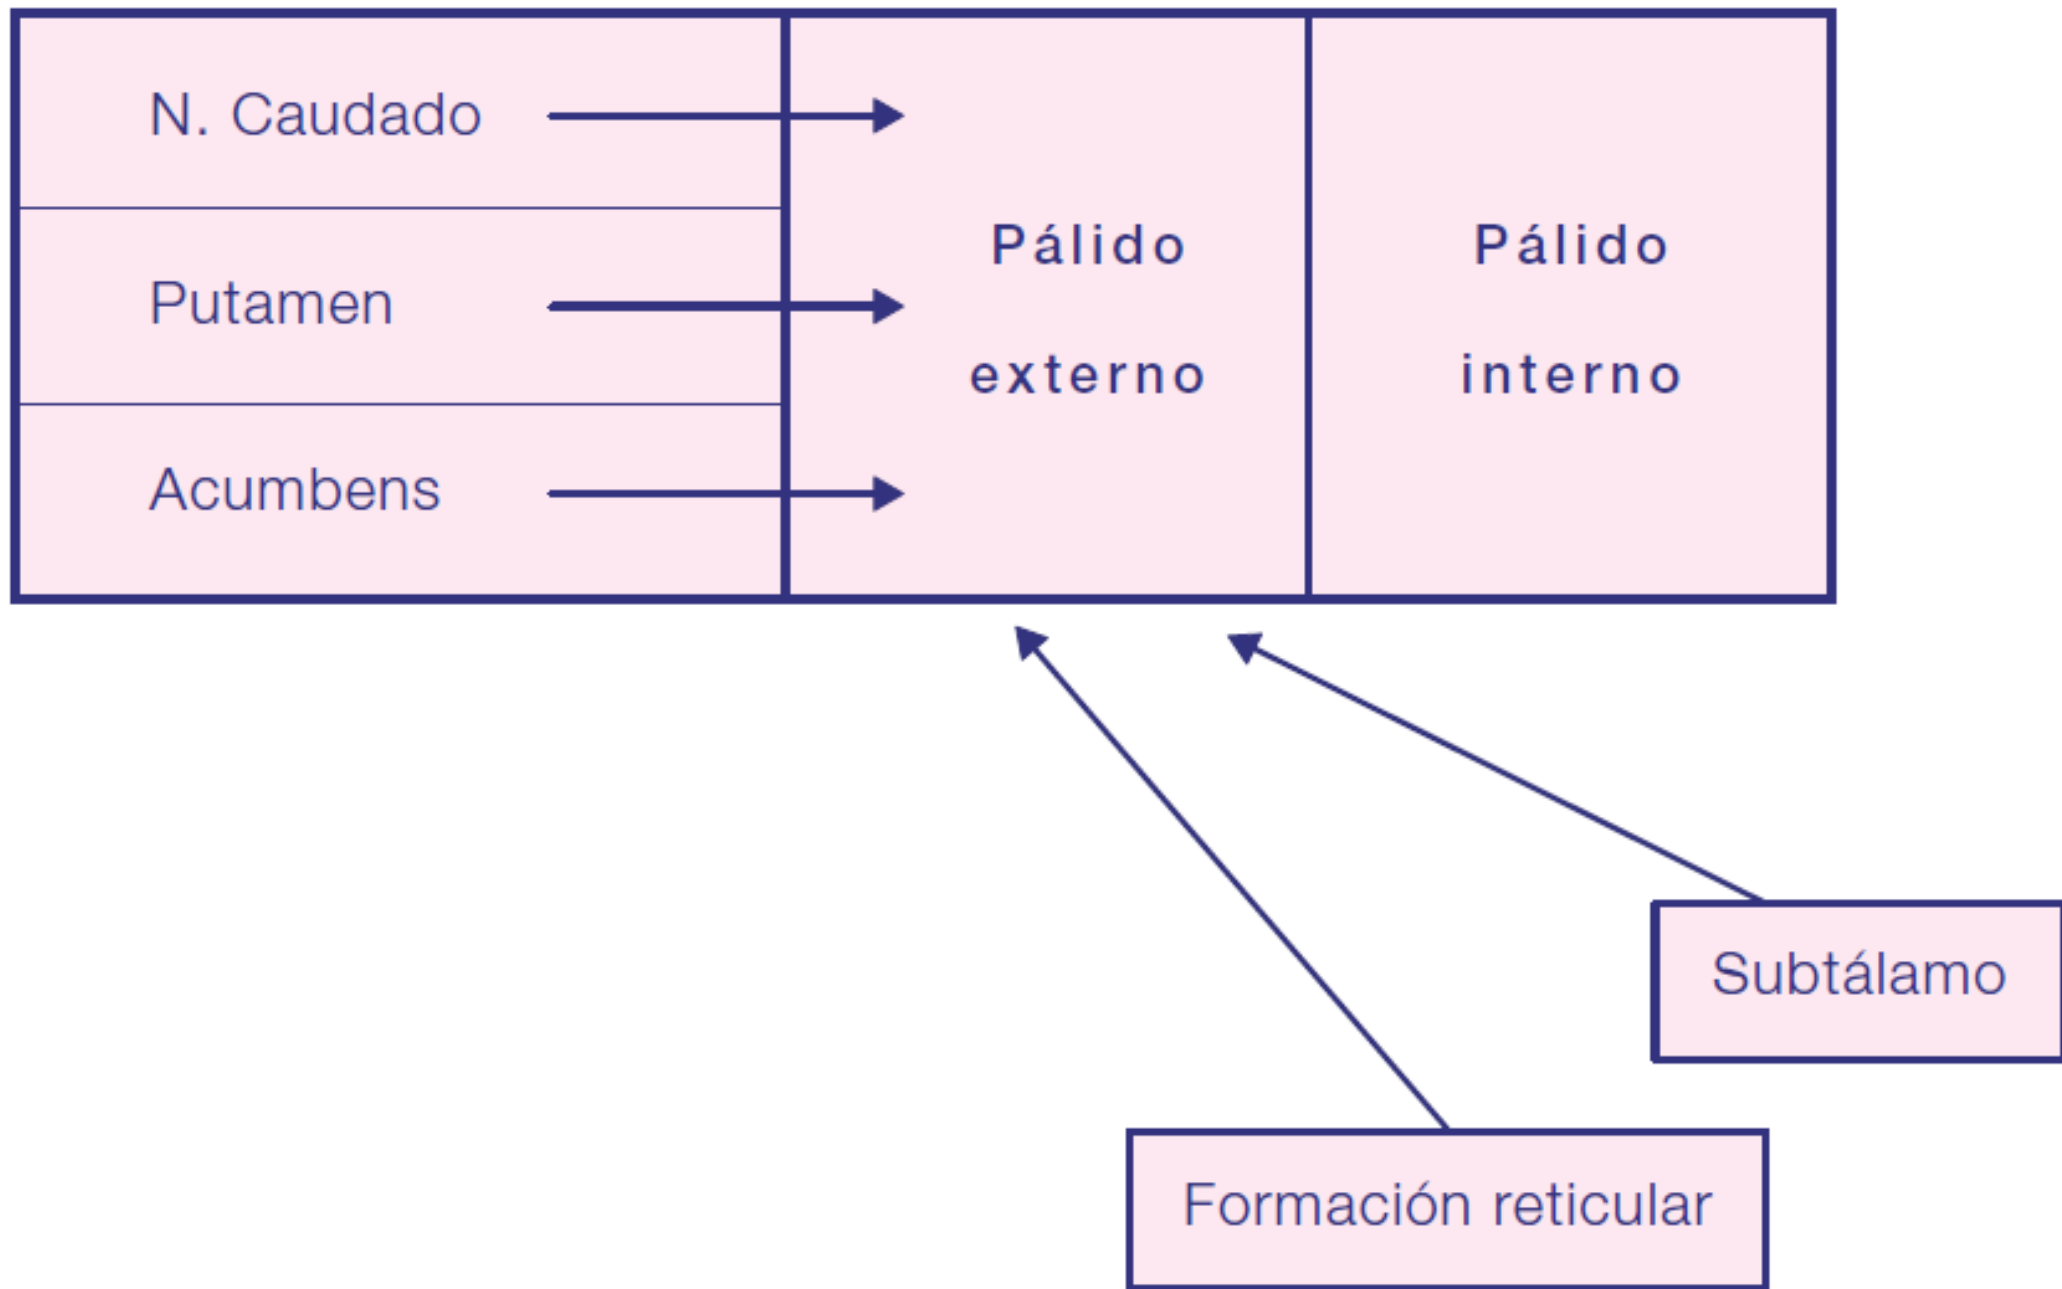 N. Caudado
Putamen
Acumbens
Pálido
externo
Pálido
interno
Subtálamo
Formación reticular